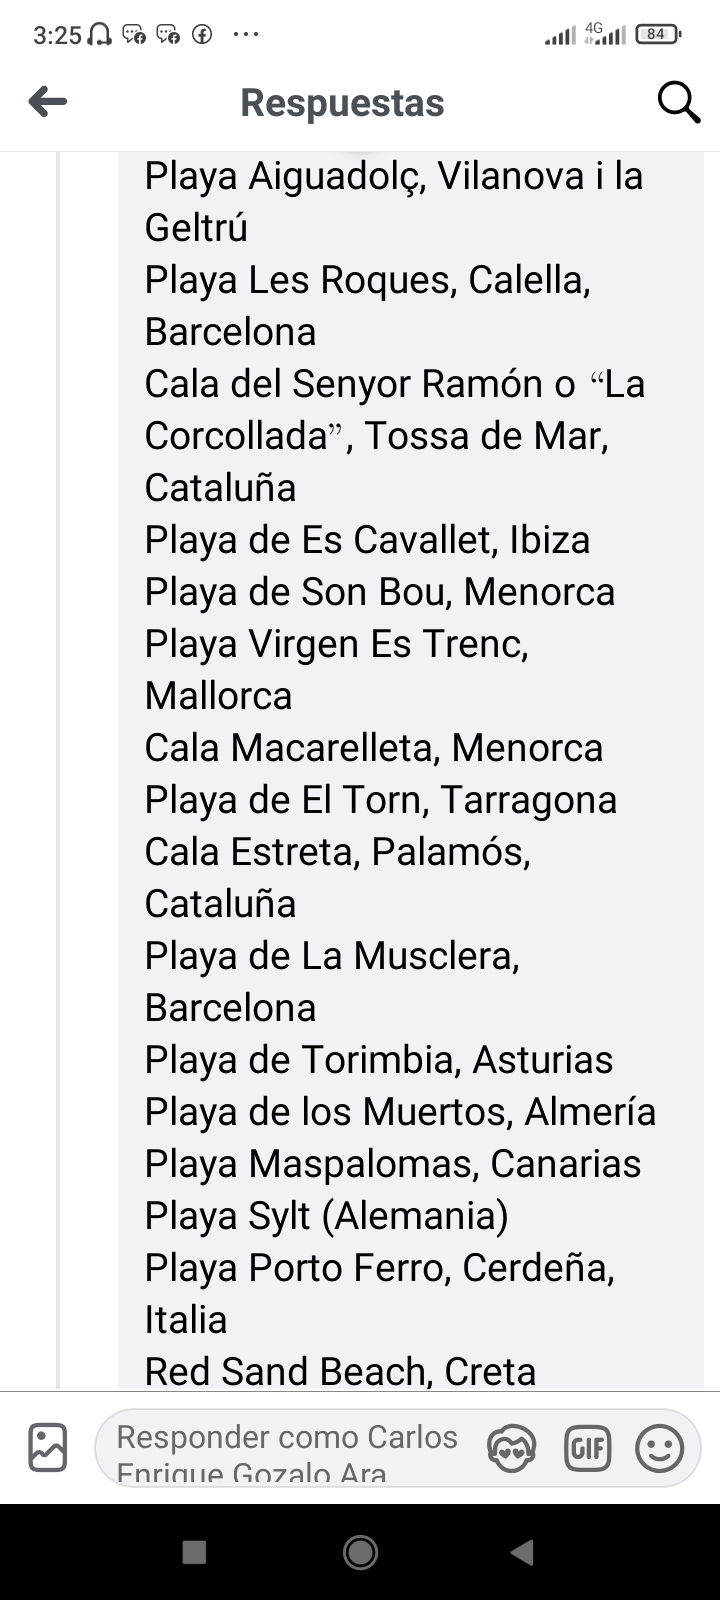 3:25
4G
84
Respuestas
Playa Aiguadolç, Vilanova i la
Geltrú
Playa Les Roques, Calella,
Barcelona
Cala del Senyor Ramón o “La
Corcollada”, Tossa de Mar,
Cataluña
Playa de Es Cavallet, Ibiza
Playa de Son Bou, Menorca
Playa Virgen Es Trenc,
Mallorca
Cala Macarelleta, Menorca
Playa de El Torn, Tarragona
Cala Estreta, Palamós,
Cataluña
Playa de La Musclera,
Barcelona
Playa de Torimbia, Asturias
Playa de los Muertos, Almería
Playa Maspalomas, Canarias
Playa Sylt (Alemania)
Playa Porto Ferro, Cerdeña,
Italia
Red Sand Beach, Creta
Responder como Carlos
Enrique Gozalo Ara
GIF